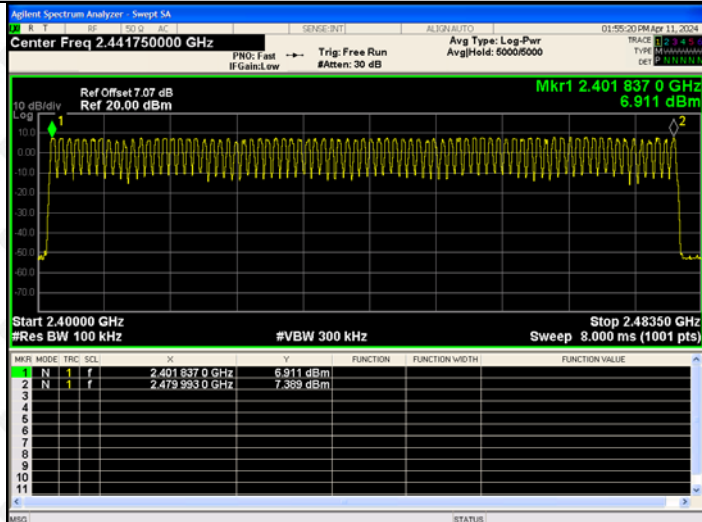 Agilent Spectrum Analyzer - Swept SA
R T RF 50 Ω AC SENSE:INT ALIGN AUTO 01:55:20 PM Apr 11, 2024
Center Freq 2.441750000 GHz
PNO: Fast
IFGain:Low
Trig: Free Run
#Atten: 30 dB
Avg Type: Log-Pwr
Avg|Hold: 5000/5000
TRACE 1 2 3 4 5 6
TYPE M
DET P N N N N N
Ref Offset 7.07 dB
Ref 20.00 dBm
Mkr1 2.401 837 0 GHz
6.911 dBm
10 dB/div
Log
1
2
10.0
0.00
-10.0
-20.0
-30.0
-40.0
-50.0
-60.0
-70.0
Start 2.40000 GHz Stop 2.48350 GHz
#Res BW 100 kHz #VBW 300 kHz Sweep 8.000 ms (1001 pts)
MKR MODE TRC SCL X Y FUNCTION FUNCTION WIDTH FUNCTION VALUE
1 N 1 f 2.401 837 0 GHz 6.911 dBm
2 N 1 f 2.479 993 0 GHz 7.389 dBm
3
4
5
6
7
8
9
10
11
MSG STATUS